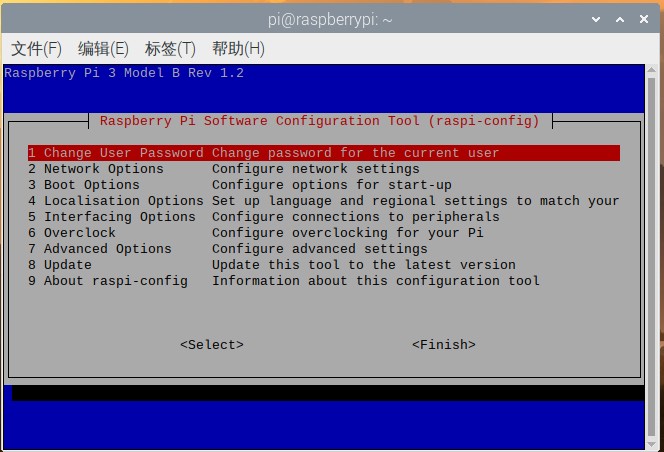 pi@raspberrypi: ~
文件(F) 编辑(E) 标签(T) 帮助(H)
Raspberry Pi 3 Model B Rev 1.2
Raspberry Pi Software Configuration Tool (raspi-config)
1 Change User Password Change password for the current user
2 Network Options Configure network settings
3 Boot Options Configure options for start-up
4 Localisation Options Set up language and regional settings to match your
5 Interfacing Options Configure connections to peripherals
6 Overclock Configure overclocking for your Pi
7 Advanced Options Configure advanced settings
8 Update Update this tool to the latest version
9 About raspi-config Information about this configuration tool
<Select> <Finish>